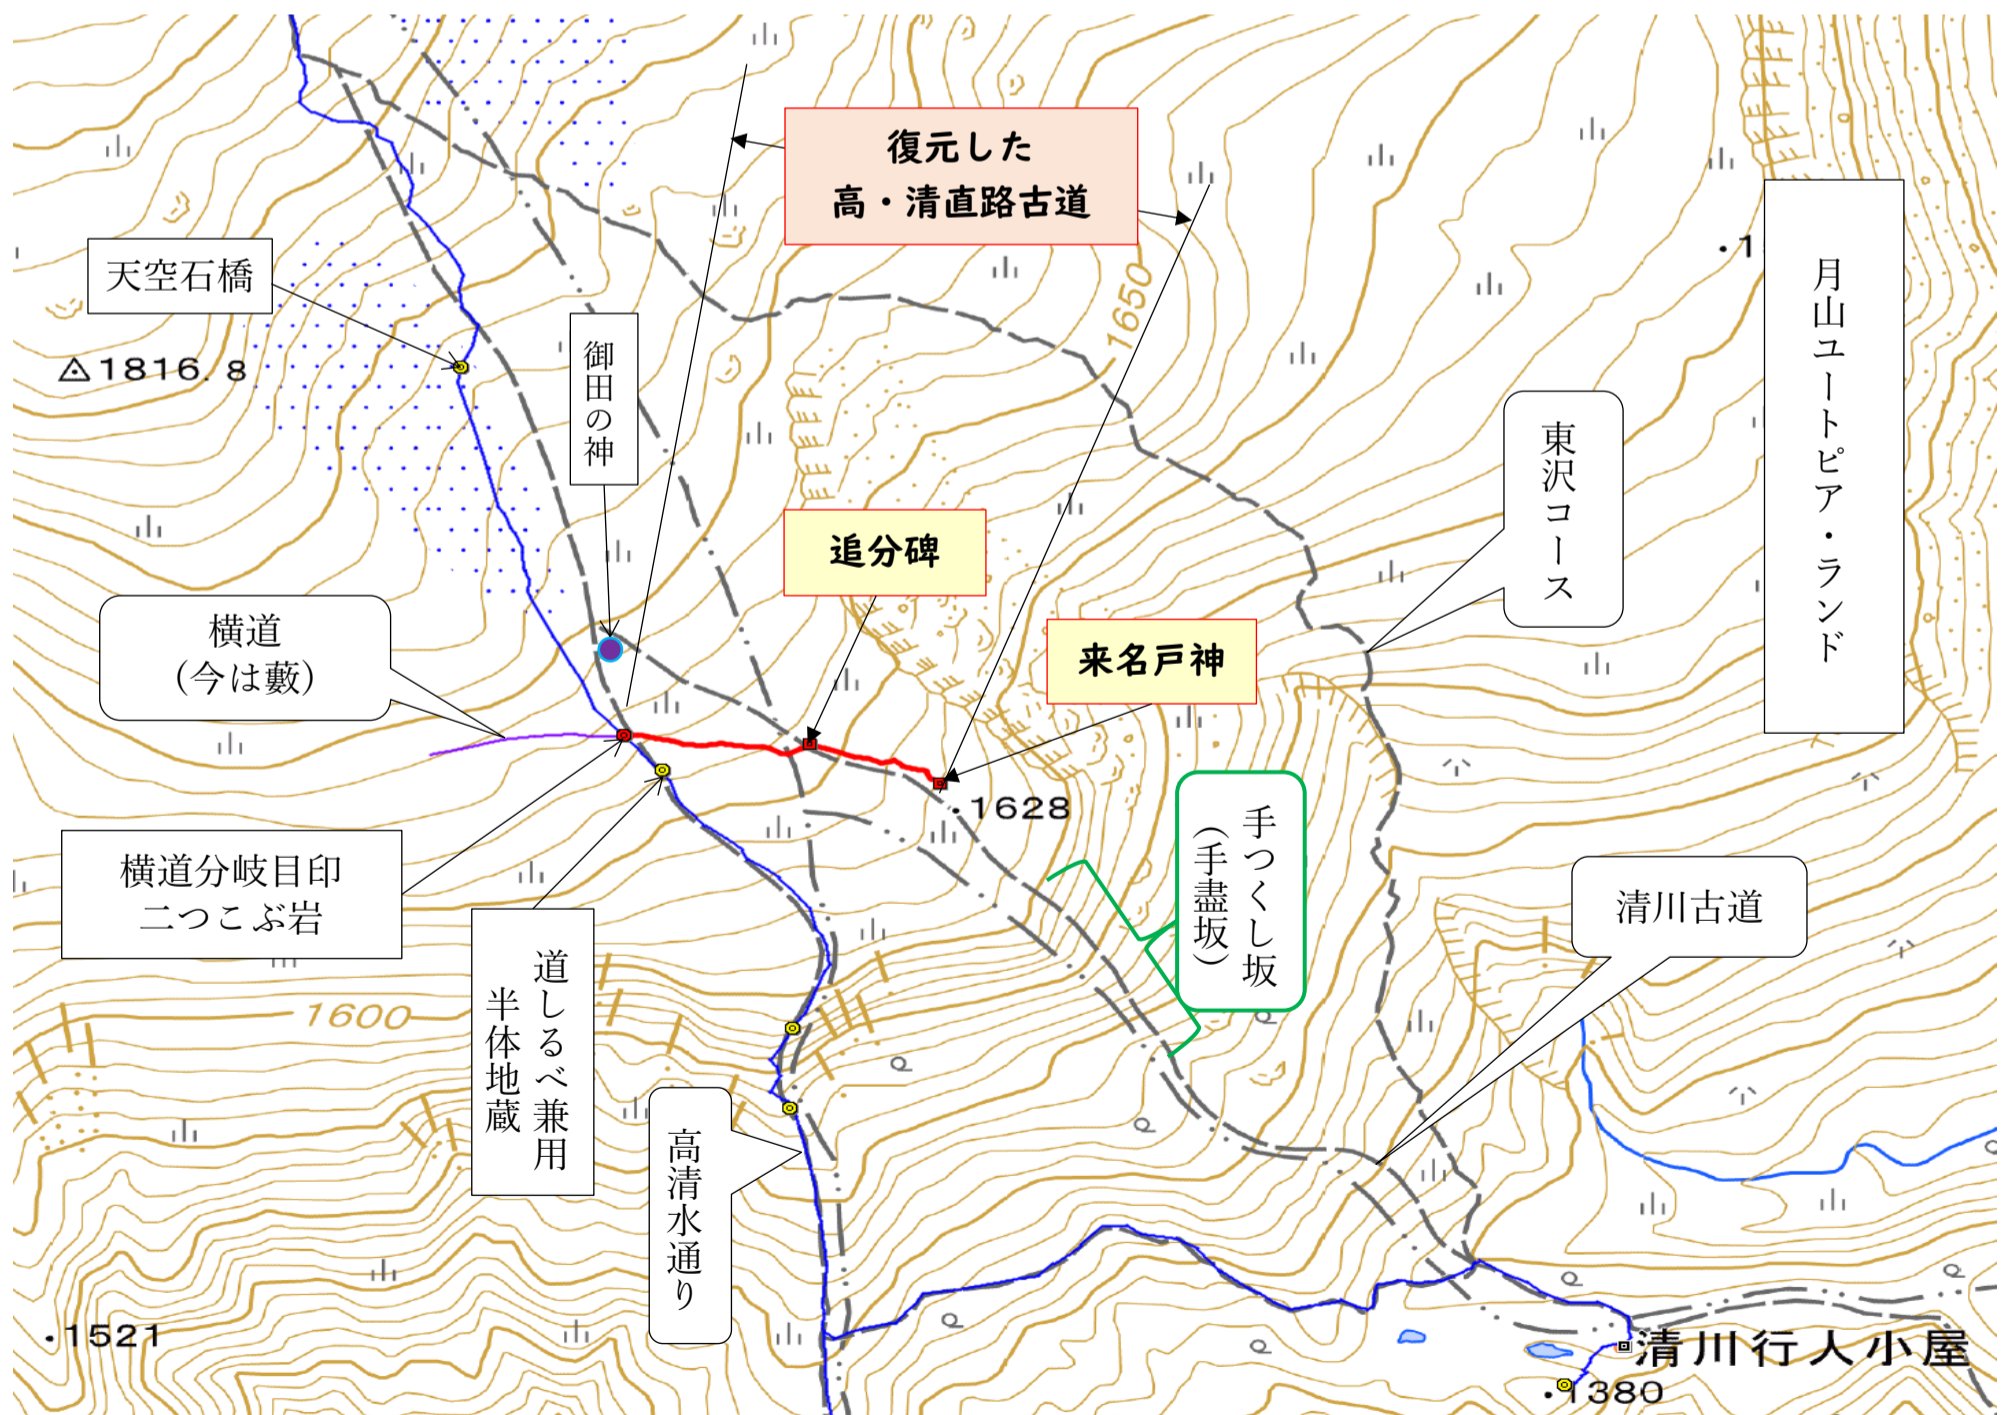 復元した
高・清直路古道
天空石橋
△1816.8
御田の神
1650
月山ユートピア・ランド
東沢コース
追分碑
来名戸神
横道
(今は藪)
・1628
手つくし坂
(手盡坂)
清川古道
横道分岐目印
二つこぶ岩
道しるべ兼用
半体地蔵
1600
高清水通り
・1521
清川行人小屋
・1380